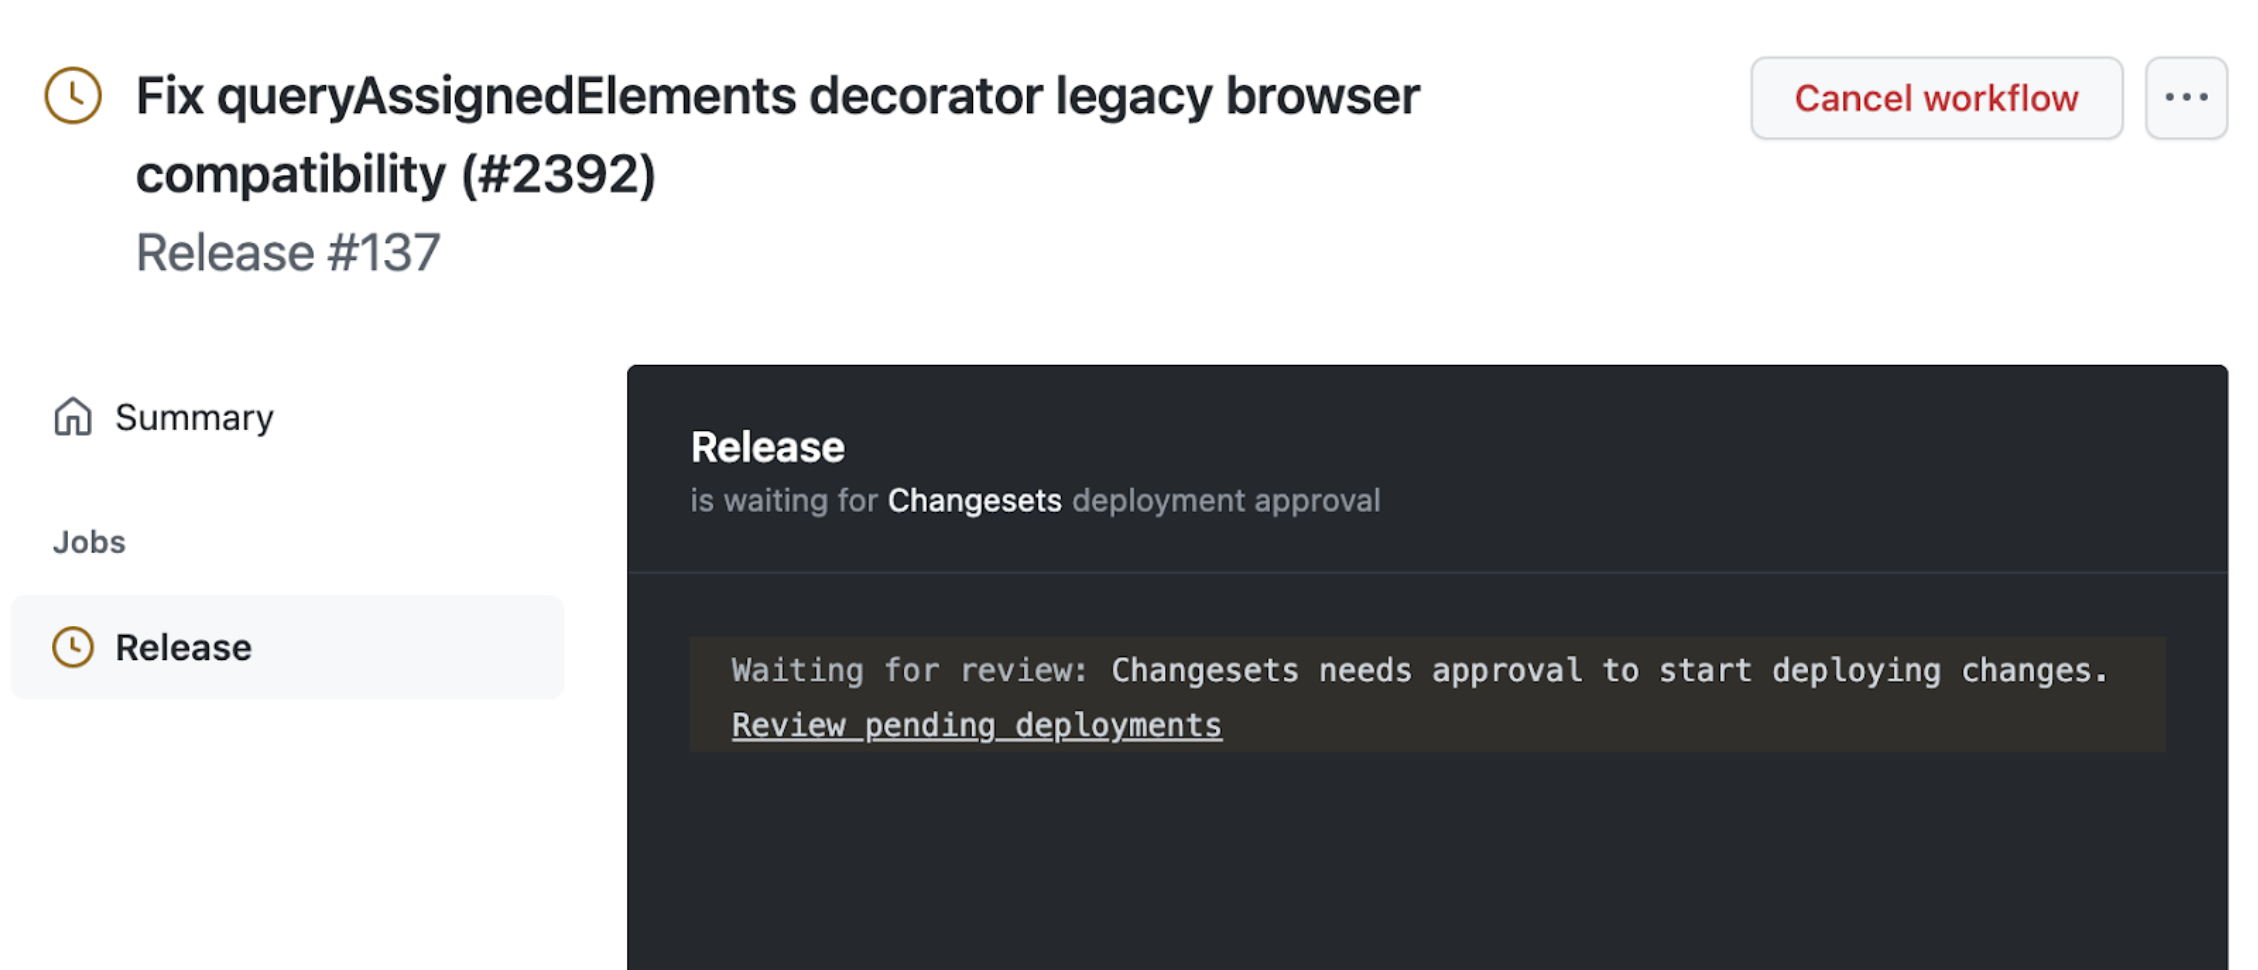 Fix queryAssignedElements decorator legacy browser
compatibility (#2392)
Release #137
Cancel workflow
Summary
Jobs
Release
Release
is waiting for Changesets deployment approval
Waiting for review: Changesets needs approval to start deploying changes.
Review pending deployments